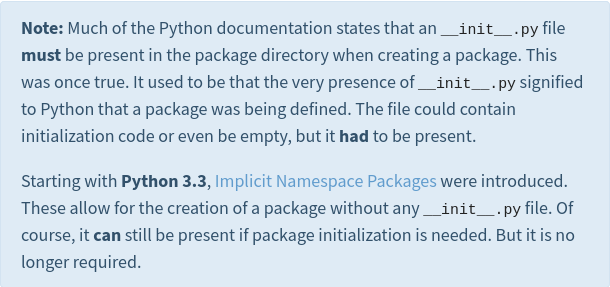 Note: Much of the Python documentation states that an __init__.py file
must be present in the package directory when creating a package. This
was once true. It used to be that the very presence of __init__.py signified
to Python that a package was being defined. The file could contain
initialization code or even be empty, but it had to be present.
Starting with Python 3.3, Implicit Namespace Packages were introduced.
These allow for the creation of a package without any __init__.py file. Of
course, it can still be present if package initialization is needed. But it is no
longer required.